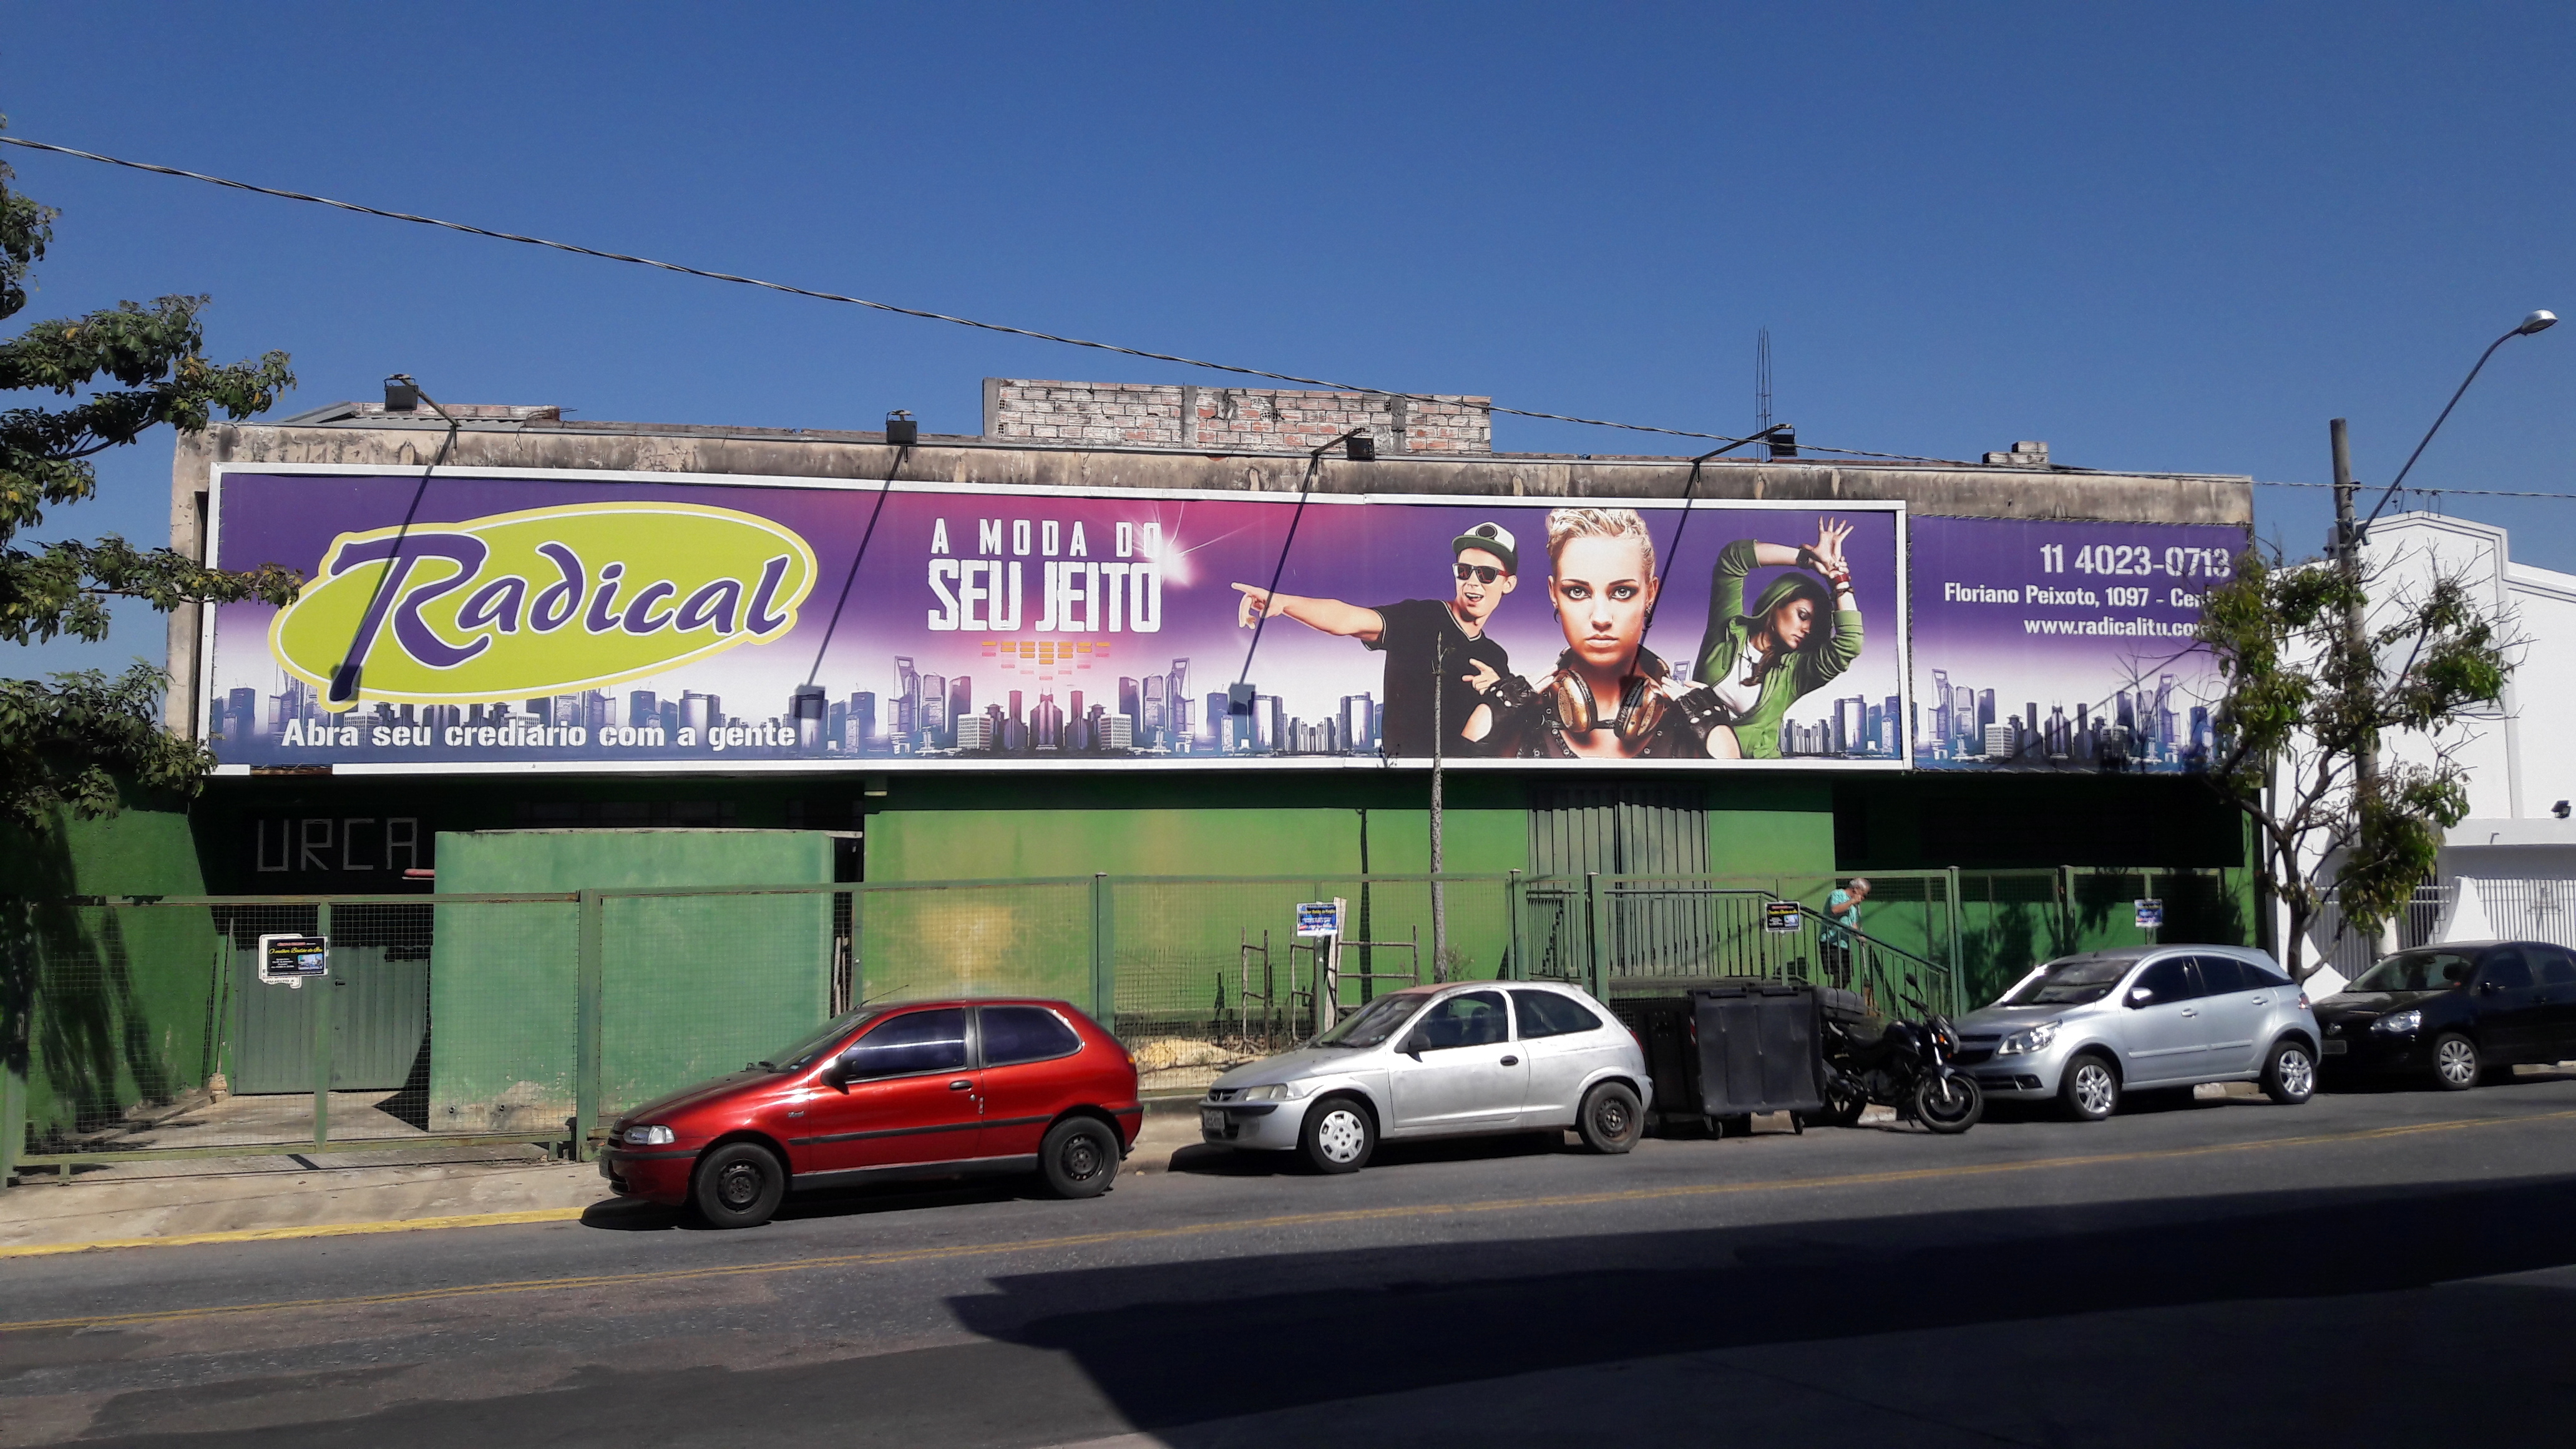 Radical
Abra seu crediário com a gente
A MODA DO
SEU JEITO
11 4023-0713
Floriano Peixoto, 1097 -
www.radicalitu.co
URCA